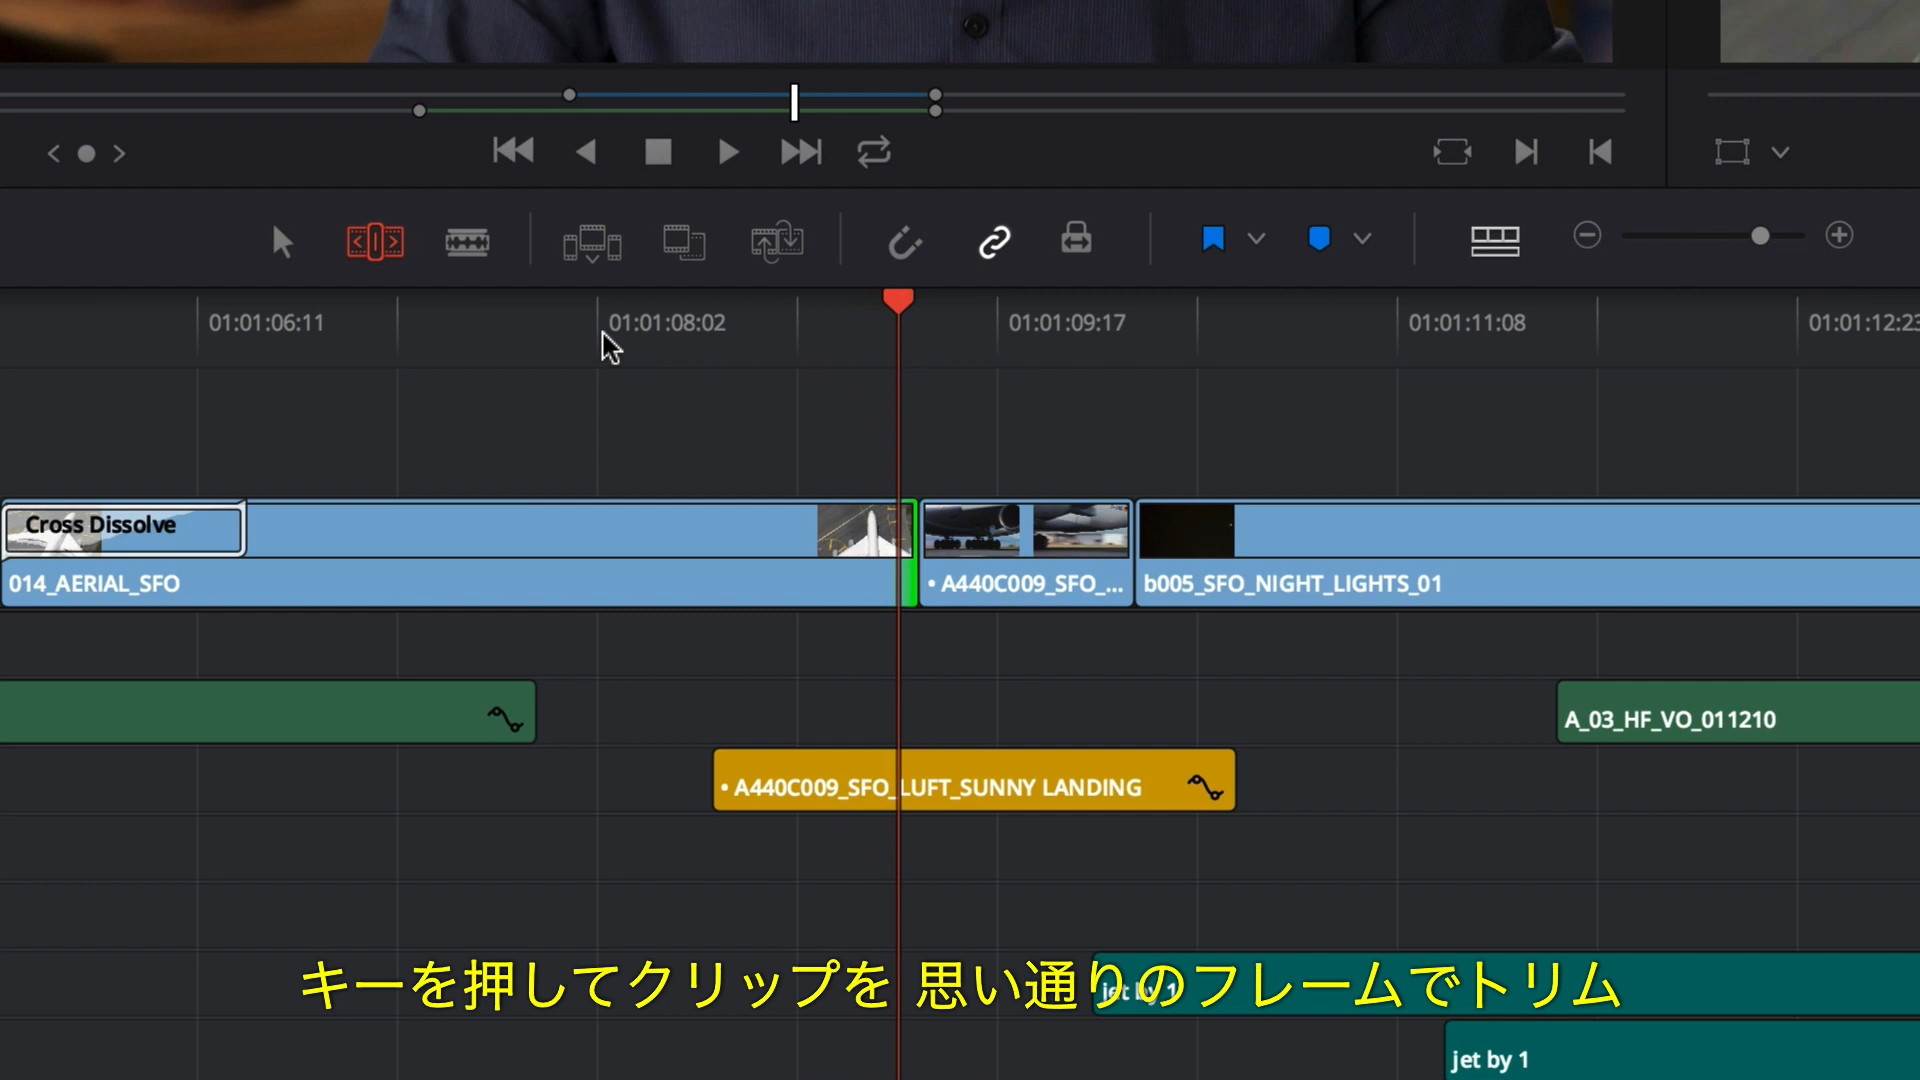 01:01:06:11
01:01:08:02
01:01:09:17
01:01:11:08
01:01:12:23
Cross Dissolve
014_AERIAL_SFO
• A440C009_SFO_...
b005_SFO_NIGHT_LIGHTS_01
A_03_HF_VO_011210
• A440C009_SFO_LUFT_SUNNY LANDING
jet by 1
キーを押してクリップを 思い通りのフレームでトリム
jet by 1